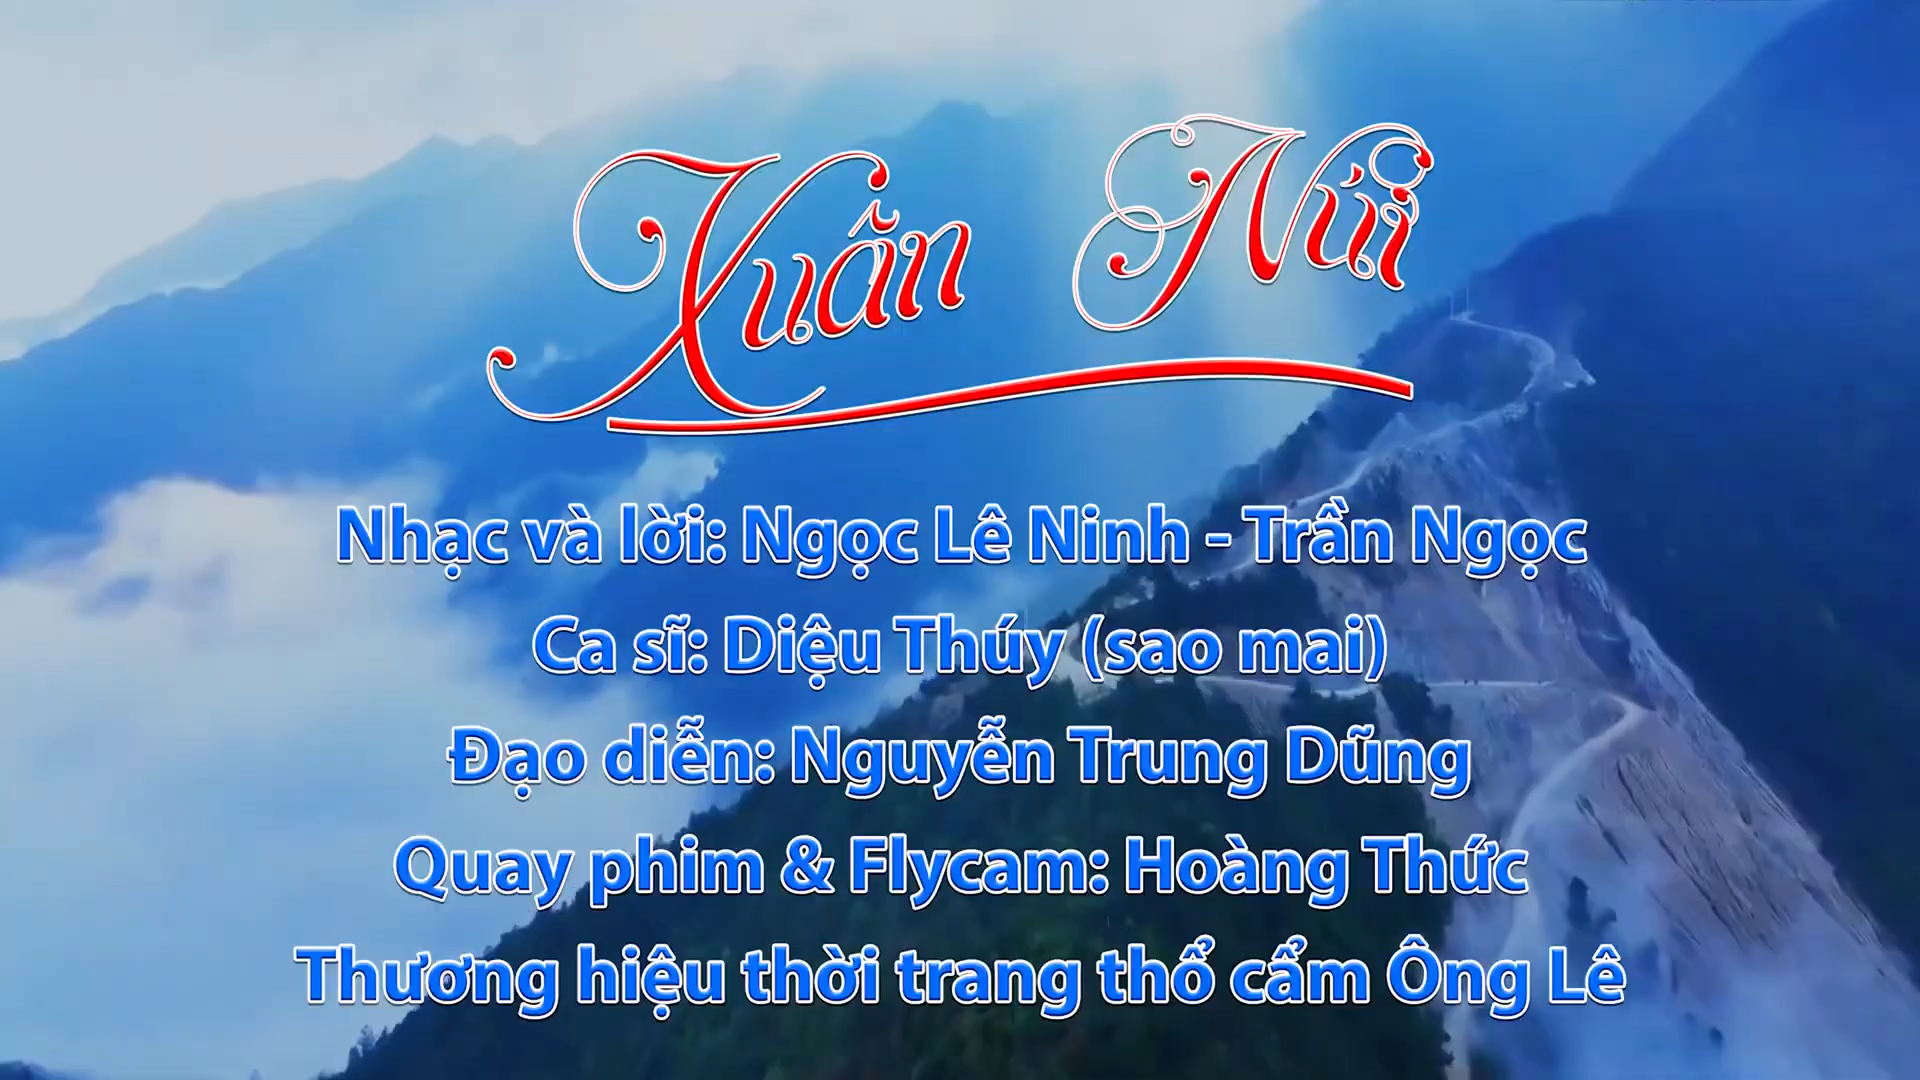 Xuân Núi
Nhạc và lời: Ngọc Lê Ninh - Trần Ngọc
Ca sĩ: Diệu Thúy (sao mai)
Đạo diễn: Nguyễn Trung Dũng
Quay phim & Flycam: Hoàng Thức
Thương hiệu thời trang thổ cẩm Ông Lê